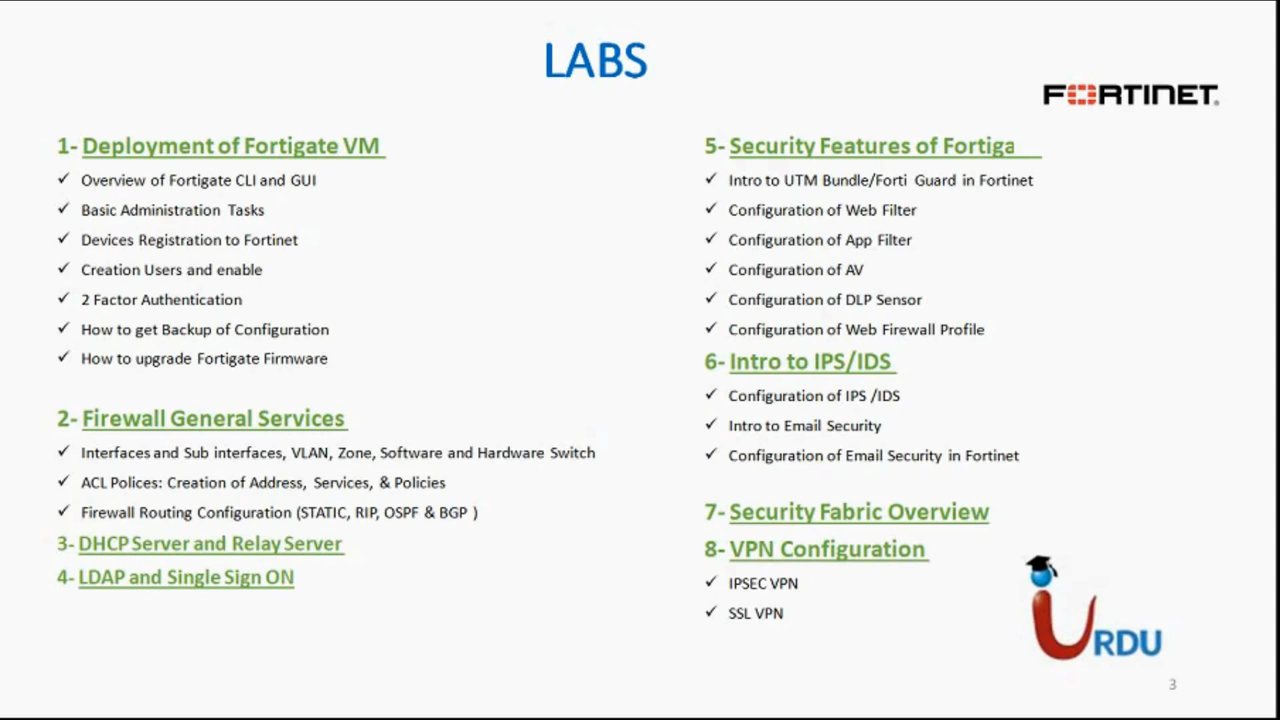 LABS
FORTINET
1- Deployment of Fortigate VM
✓ Overview of Fortigate CLI and GUI
✓ Basic Administration Tasks
✓ Devices Registration to Fortinet
✓ Creation Users and enable
✓ 2 Factor Authentication
✓ How to get Backup of Configuration
✓ How to upgrade Fortigate Firmware
2- Firewall General Services
✓ Interfaces and Sub interfaces, VLAN, Zone, Software and Hardware Switch
✓ ACL Polices: Creation of Address, Services, & Policies
✓ Firewall Routing Configuration (STATIC, RIP, OSPF & BGP )
3- DHCP Server and Relay Server
4- LDAP and Single Sign ON
5- Security Features of Fortiga
✓ Intro to UTM Bundle/Forti Guard in Fortinet
✓ Configuration of Web Filter
✓ Configuration of App Filter
✓ Configuration of AV
✓ Configuration of DLP Sensor
✓ Configuration of Web Firewall Profile
6- Intro to IPS/IDS
✓ Configuration of IPS /IDS
✓ Intro to Email Security
✓ Configuration of Email Security in Fortinet
7- Security Fabric Overview
8- VPN Configuration
✓ IPSEC VPN
✓ SSL VPN
iURDU
3